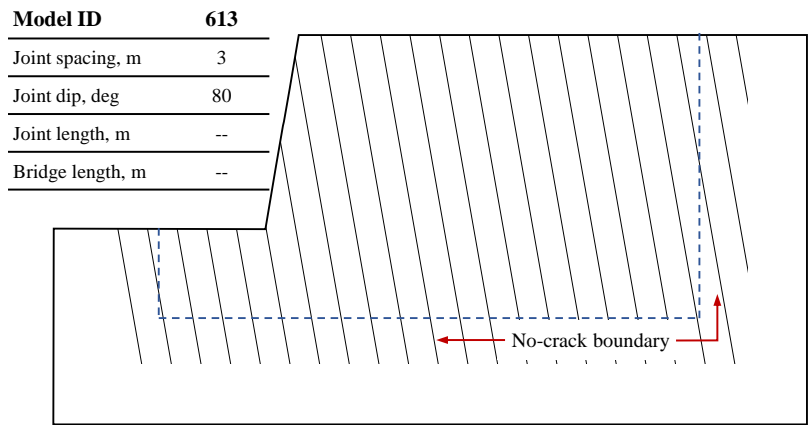 Model ID 613
Joint spacing, m 3
Joint dip, deg 80
Joint length, m --
Bridge length, m --
No-crack boundary